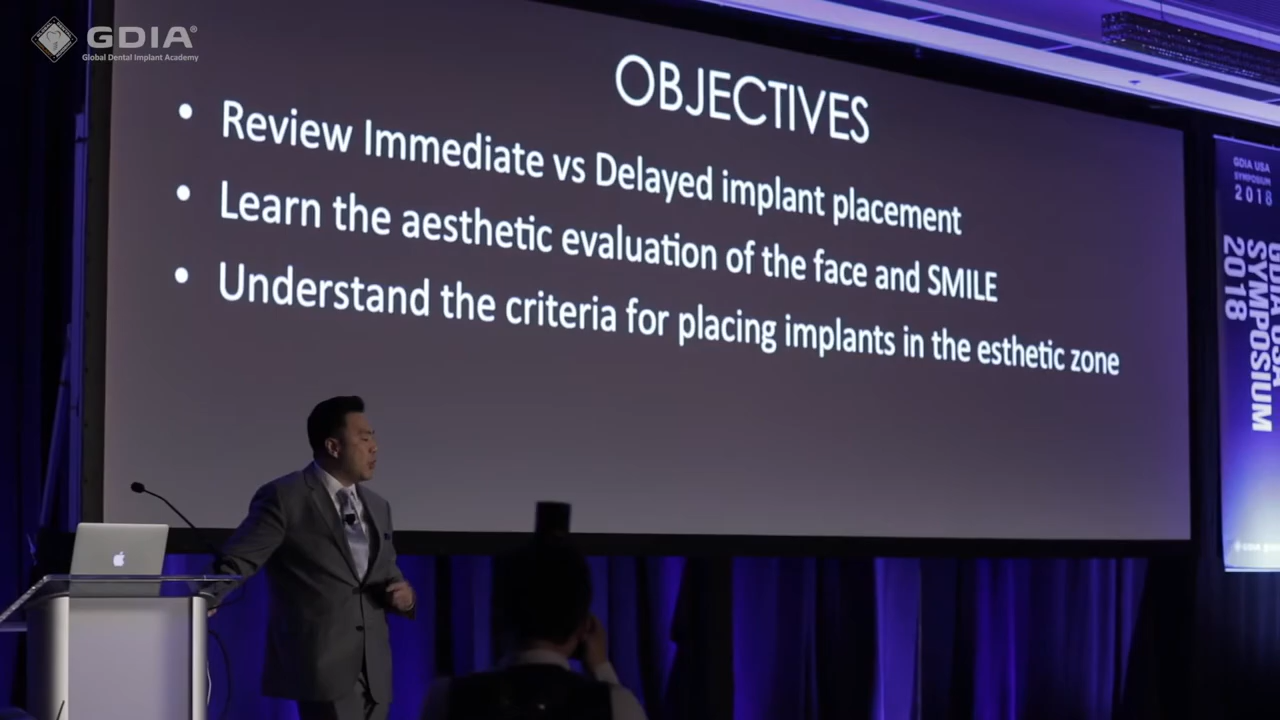 GDIA®
Global Dental Implant Academy
OBJECTIVES
• Review Immediate vs Delayed implant placement
• Learn the aesthetic evaluation of the face and SMILE
• Understand the criteria for placing implants in the esthetic zone
GDIA USA
SYMPOSIUM
2018
GDIA USA
SYMPOSIUM
2018